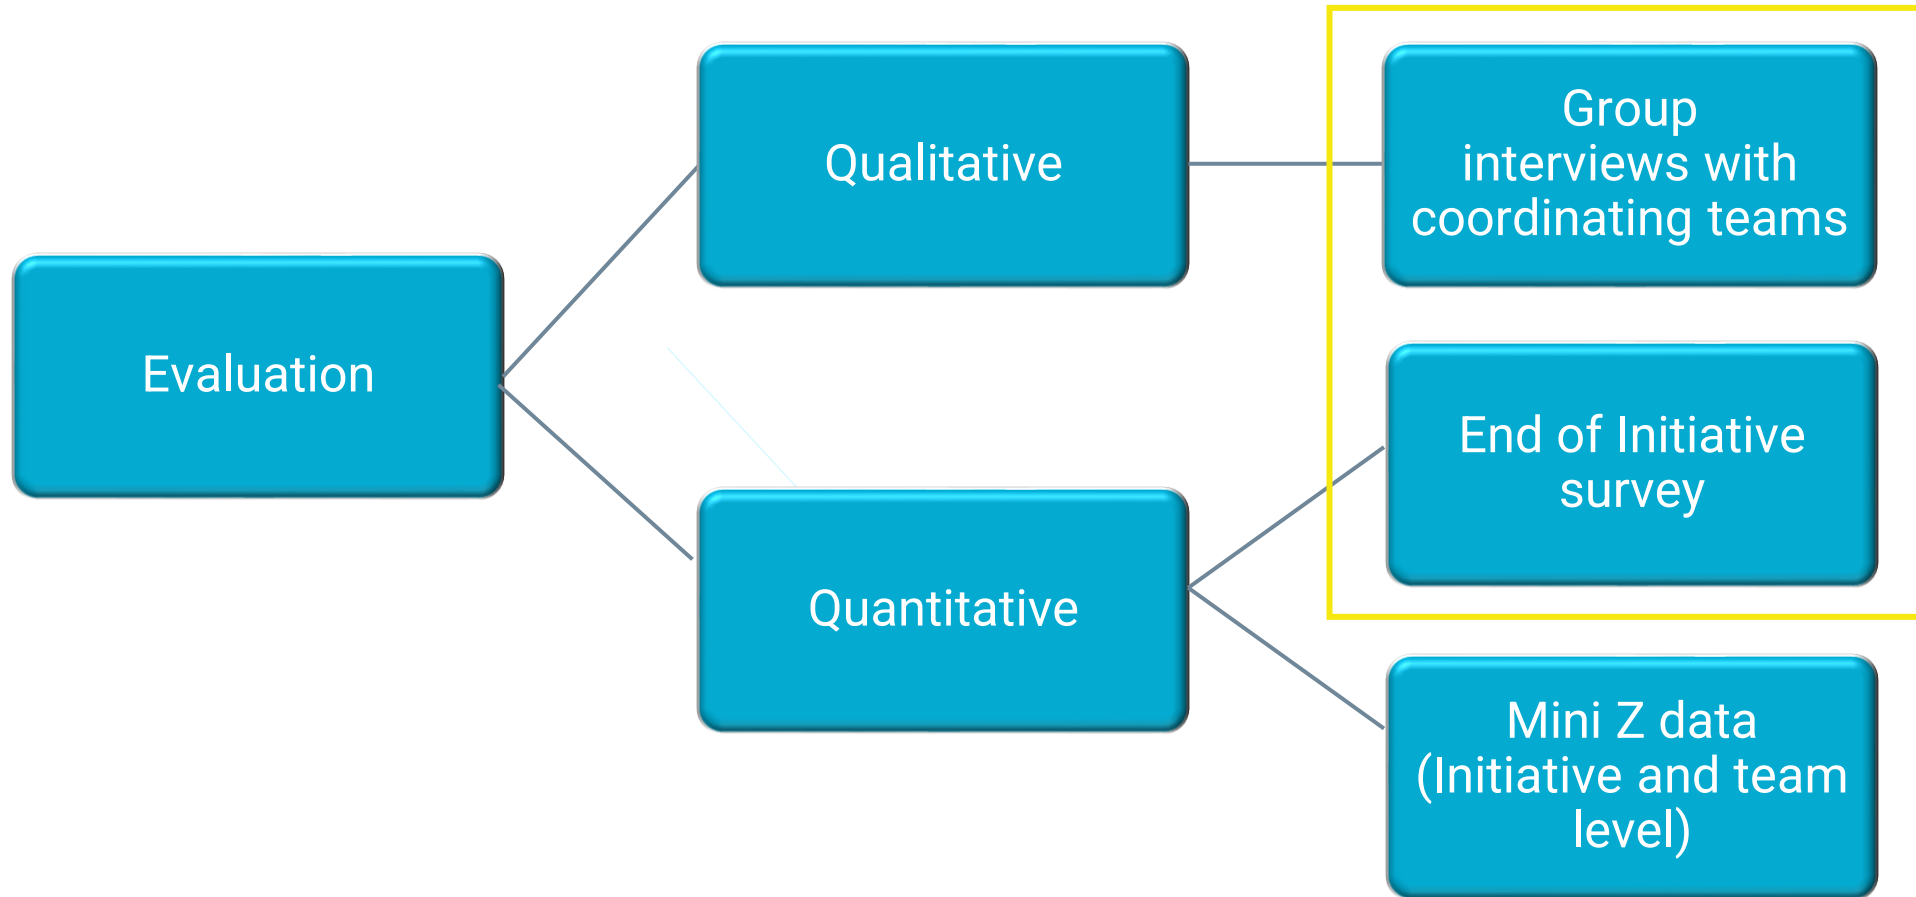 Evaluation
Qualitative
Quantitative
Group
interviews with
coordinating teams
End of Initiative
survey
Mini Z data
(Initiative and team
level)